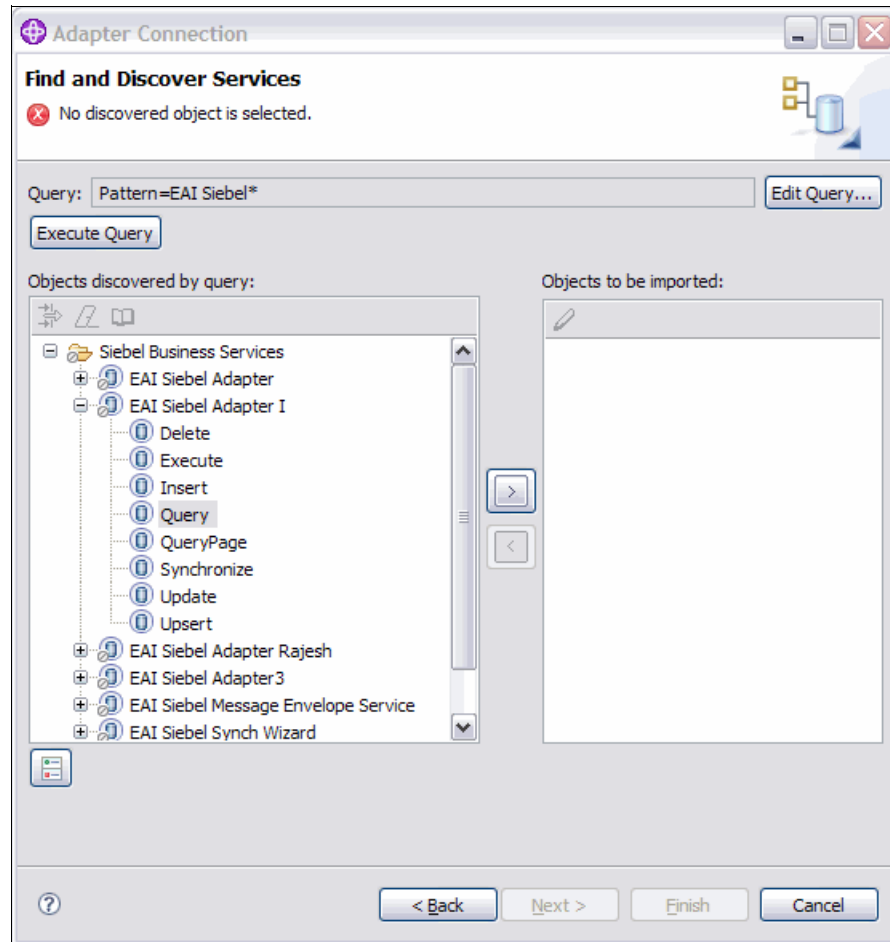 Adapter Connection
Find and Discover Services
No discovered object is selected.
Query: Pattern=EAI Siebel* Edit Query...
Execute Query
Objects discovered by query: Objects to be imported:
Siebel Business Services
EAI Siebel Adapter
EAI Siebel Adapter I
Delete
Execute
Insert
Query
QueryPage
Synchronize
Update
Upsert
EAI Siebel Adapter Rajesh
EAI Siebel Adapter3
EAI Siebel Message Envelope Service
EAI Siebel Synch Wizard
>
<
? < Back Next > Finish Cancel